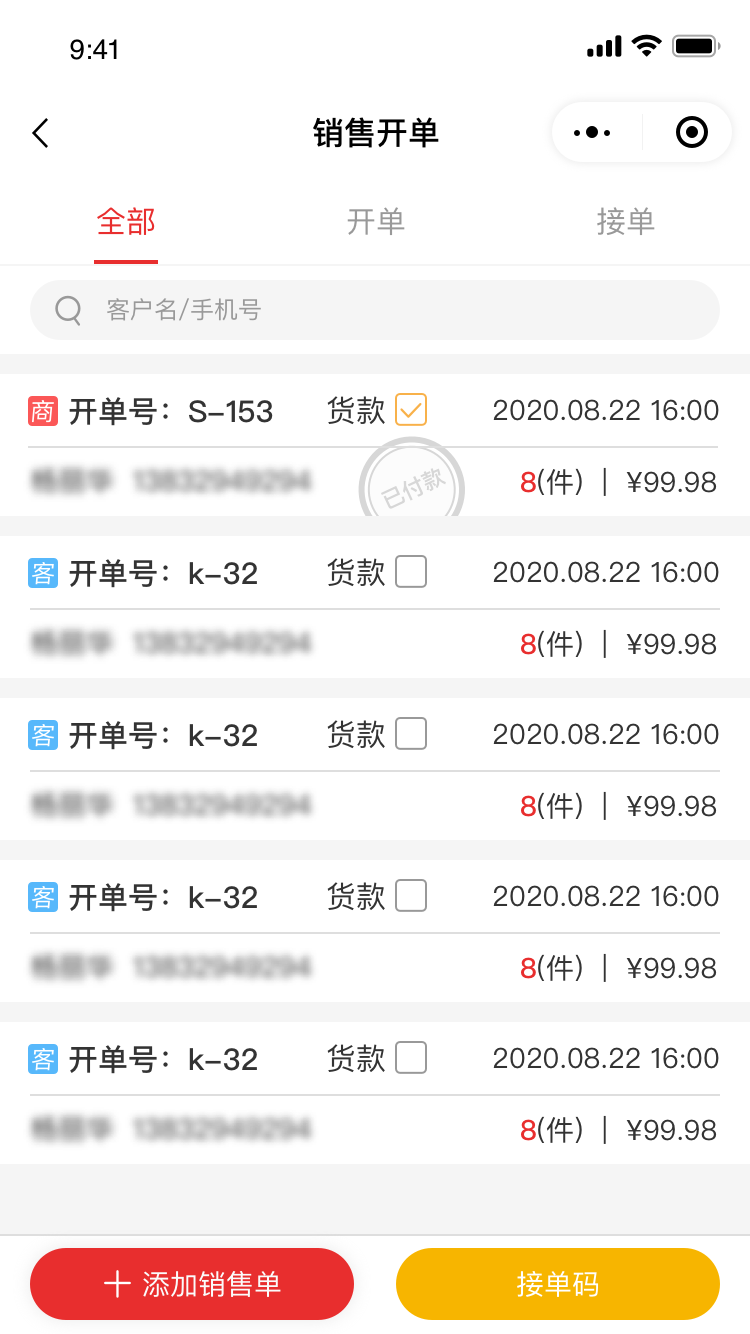 9:41
销售开单
全部 开单 接单
客户名/手机号
商 开单号：S-153 货款 2020.08.22 16:00
已付款
8(件) | ¥99.98
客 开单号：k-32 货款 2020.08.22 16:00
8(件) | ¥99.98
客 开单号：k-32 货款 2020.08.22 16:00
8(件) | ¥99.98
客 开单号：k-32 货款 2020.08.22 16:00
8(件) | ¥99.98
客 开单号：k-32 货款 2020.08.22 16:00
8(件) | ¥99.98
添加销售单 接单码